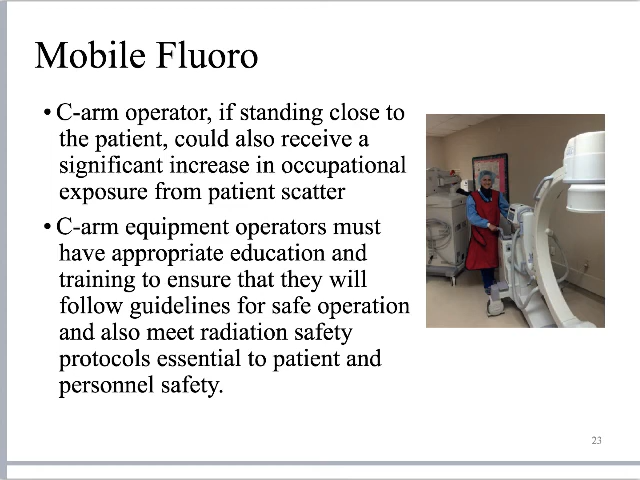 Mobile Fluoro
• C-arm operator, if standing close to
the patient, could also receive a
significant increase in occupational
exposure from patient scatter
• C-arm equipment operators must
have appropriate education and
training to ensure that they will
follow guidelines for safe operation
and also meet radiation safety
protocols essential to patient and
personnel safety.
23